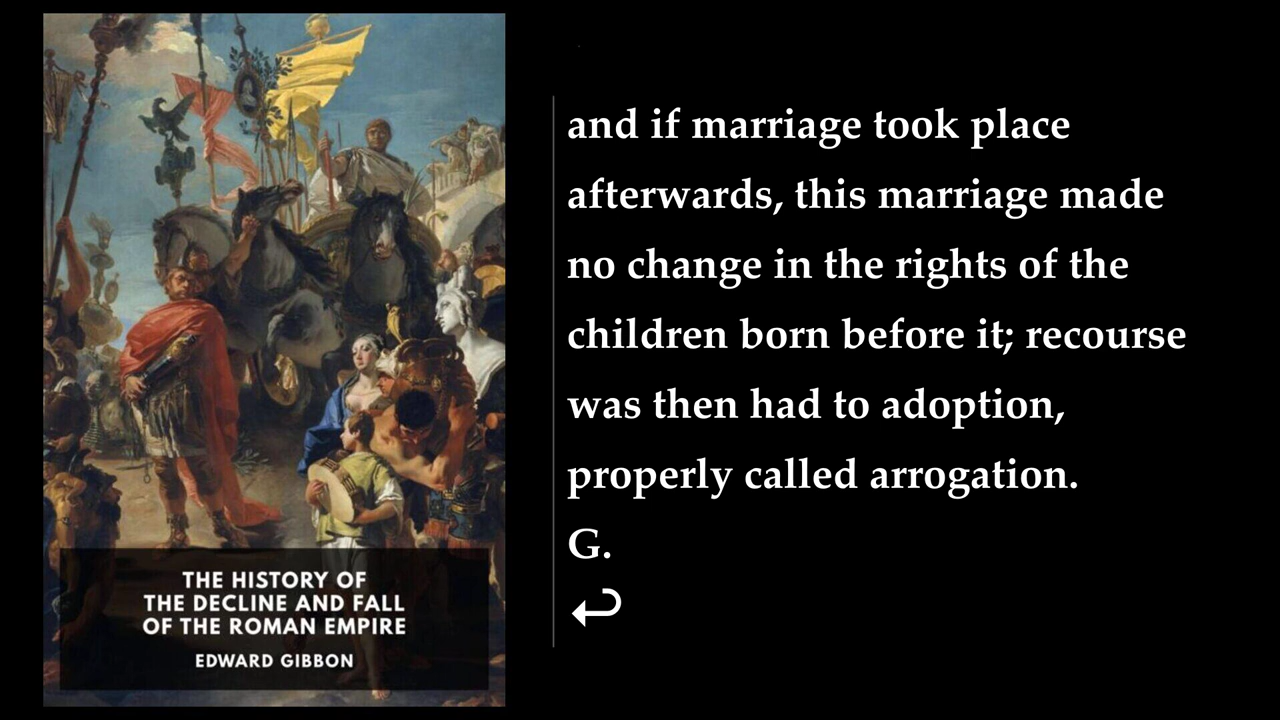 THE HISTORY OF
THE DECLINE AND FALL
OF THE ROMAN EMPIRE
EDWARD GIBBON
and if marriage took place
afterwards, this marriage made
no change in the rights of the
children born before it; recourse
was then had to adoption,
properly called arrogation.
G.
↩